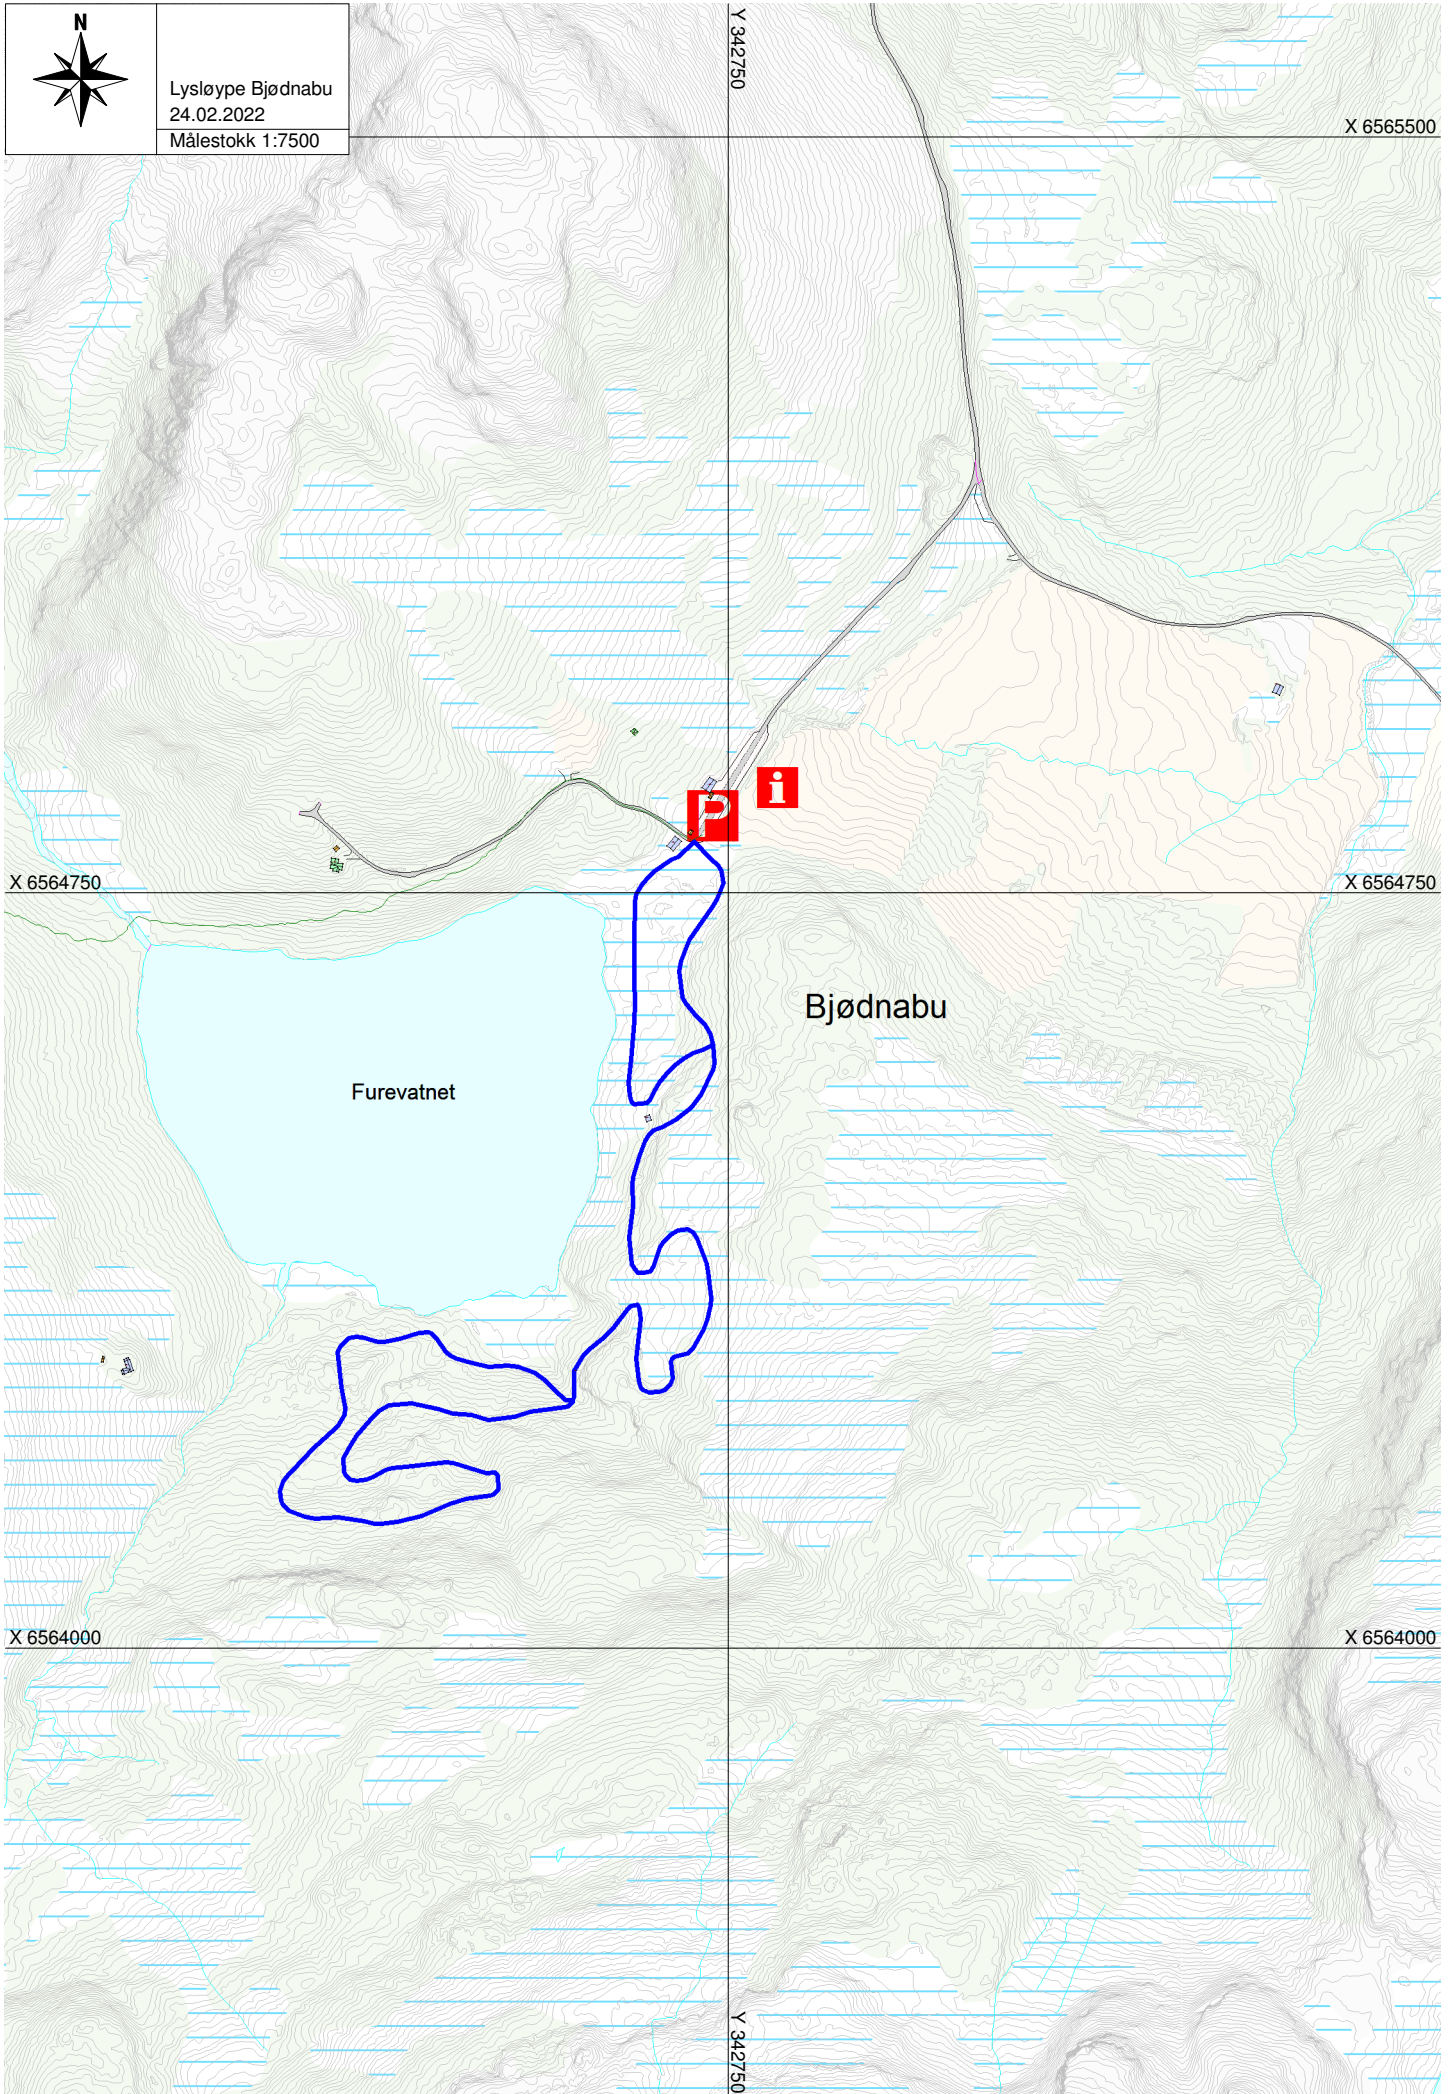 N
Lysløype Bjødnabu
24.02.2022
Målestokk 1:7500
Y 342750
X 6565500
P
i
X 6564750
X 6564750
Bjødnabu
Furevatnet
X 6564000
X 6564000
Y 342750